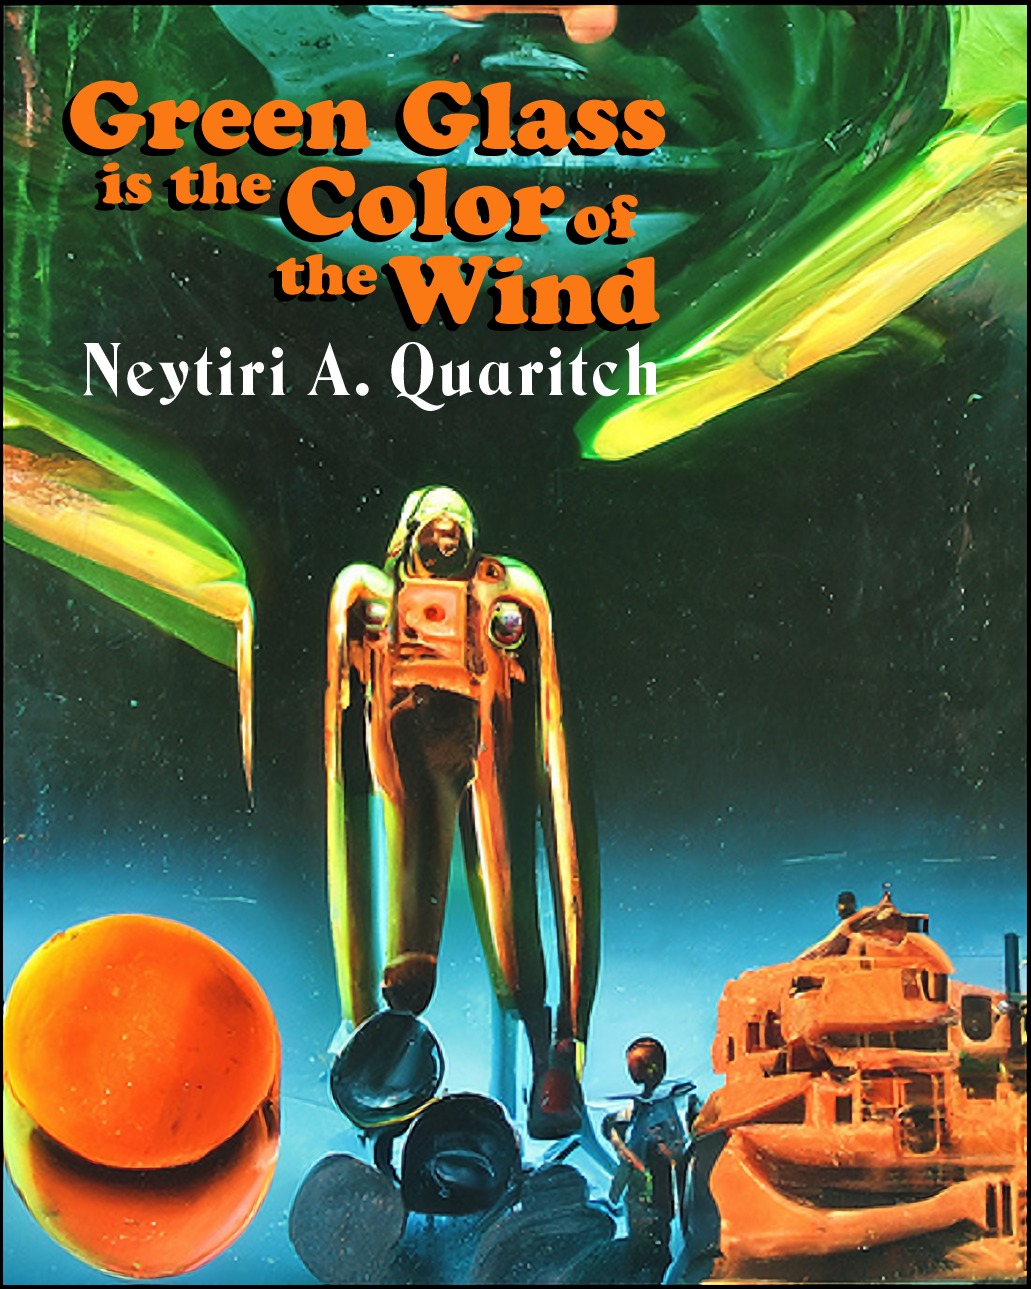 Green Glass
is the Color of
the Wind
Neytiri A. Quaritch